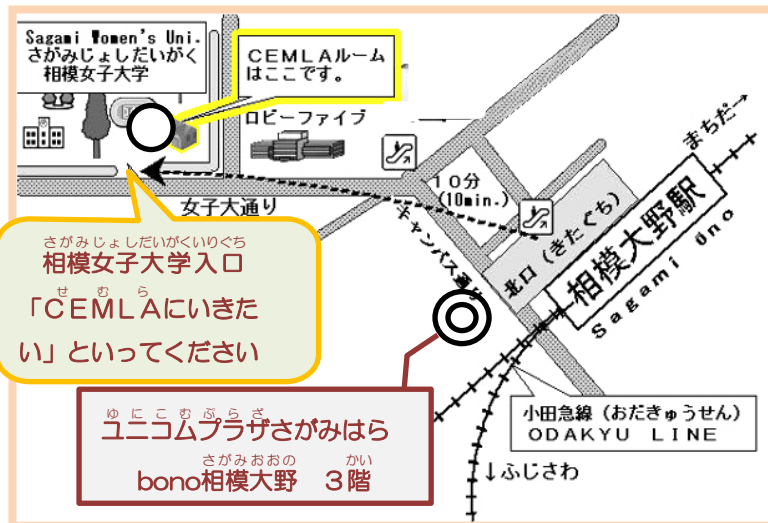 Sagami Women's Uni.
さがみじょしだいがく
相模女子大学
CEMLAルーム
はここです。
ロビーファイブ
まちだ→
10分
(10min.)
女子大通り
北口(きたぐち)
相模大野駅
Sagami Ōno
さがみじょしだいがくいりぐち
相模女子大学入口
せむら
「CEMLAにいきた
い」といってください
ゆにこむぷらざ
ユニコムプラザさがみはら
さがみおおの かい
bono相模大野 3階
小田急線(おだきゅうせん)
ODAKYU LINE
↓ふじさわ